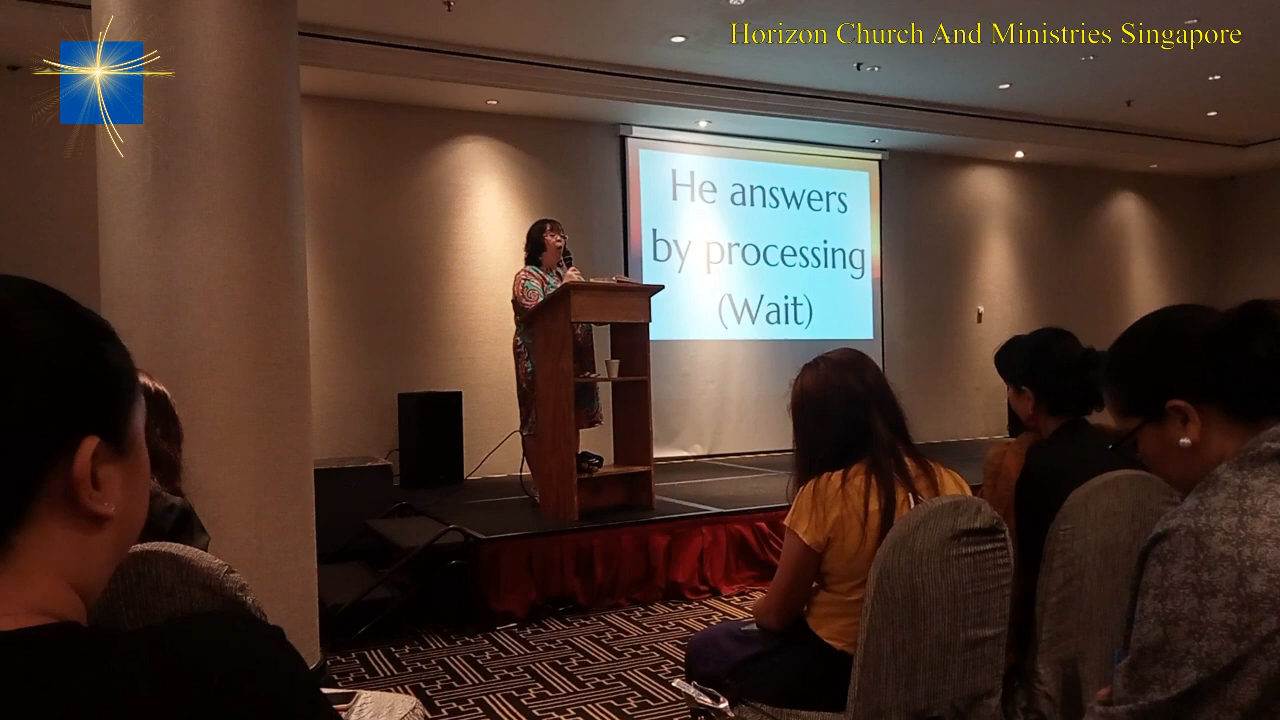 Horizon Church And Ministries Singapore
He answers
by processing
(Wait)